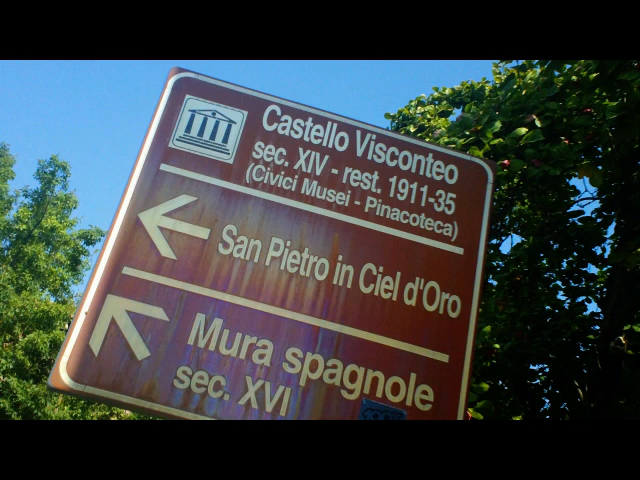 Castello Visconteo
sec. XIV - rest. 1911-35
(Civici Musei - Pinacoteca)
San Pietro in Ciel d'Oro
Mura spagnole
sec. XVI